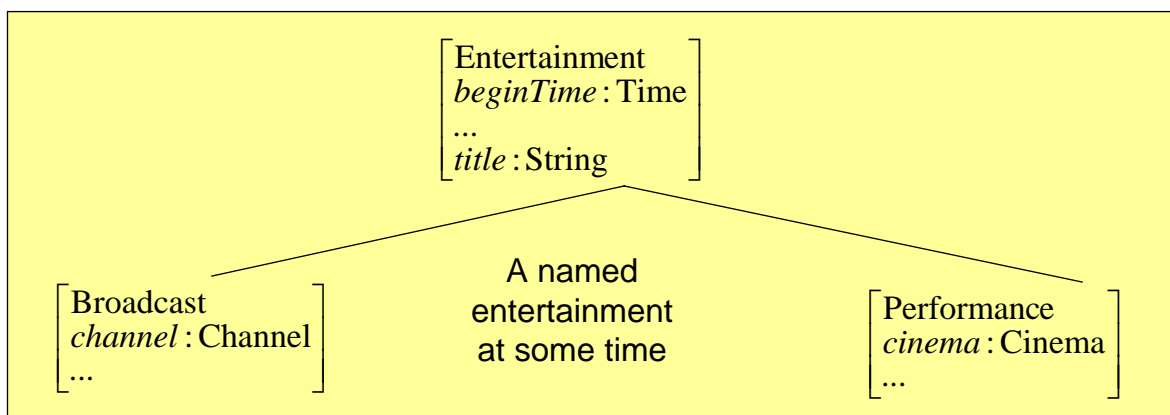 Entertainment
beginTime : Time
...
title : String
Broadcast
channel : Channel
...
A named
entertainment
at some time
Performance
cinema : Cinema
...